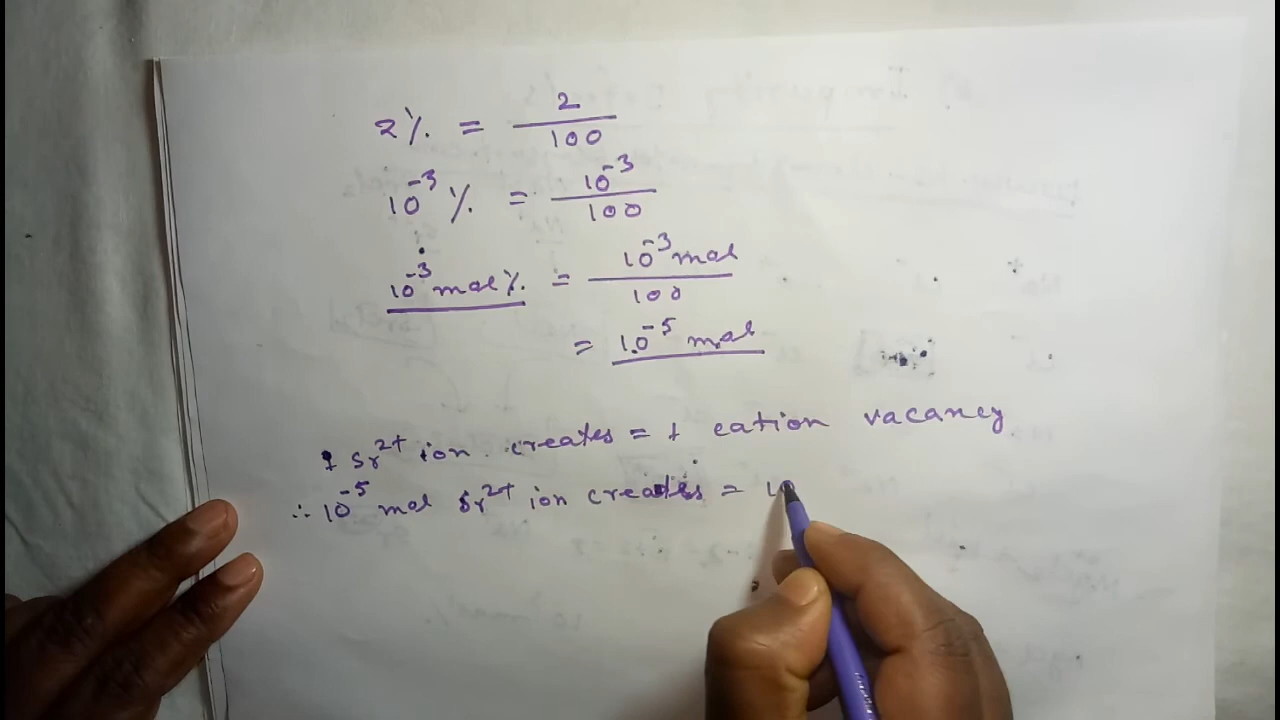 2% = 2/100
10⁻³ % = 10⁻³/100
10⁻³ mol% = 10⁻³ mol/100
= 10⁻⁵ mol
1 Sr²⁺ ion creates = 1 cation vacancy
∴ 10⁻⁵ mol Sr²⁺ ion creates = 10